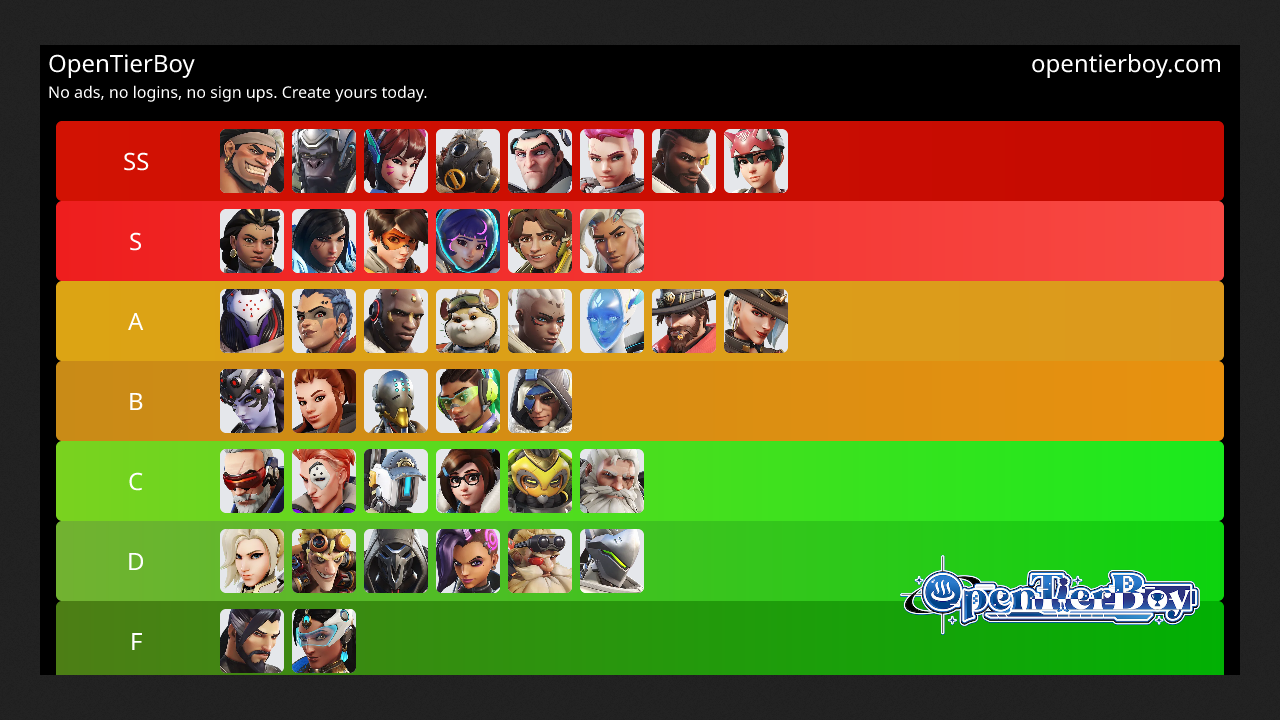 OpenTierBoy
opentierboy.com
No ads, no logins, no sign ups. Create yours today.
SS
S
A
B
C
D
OpenTierBoy
F